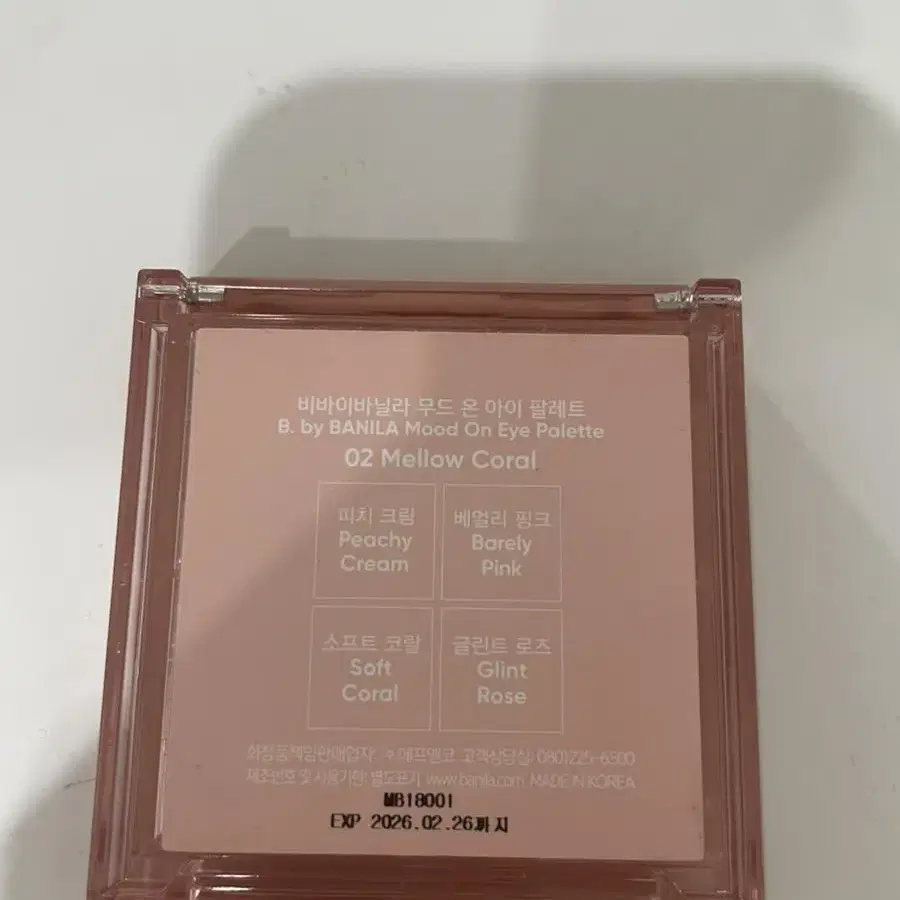 비바이바닐라 무드 온 아이 팔레트
B. by BANILA Mood On Eye Palette
02 Mellow Coral
피치 크림
Peachy
Cream
베얼리 핑크
Barely
Pink
소프트 코랄
Soft
Coral
글린트 로즈
Glint
Rose
화장품책임판매업자: ㈜에프앤코 고객상담실: 080)225-6300
제조번호 및 사용기한: 별도표기 www.banila.com MADE IN KOREA
MB18001
EXP 2026.02.26까지